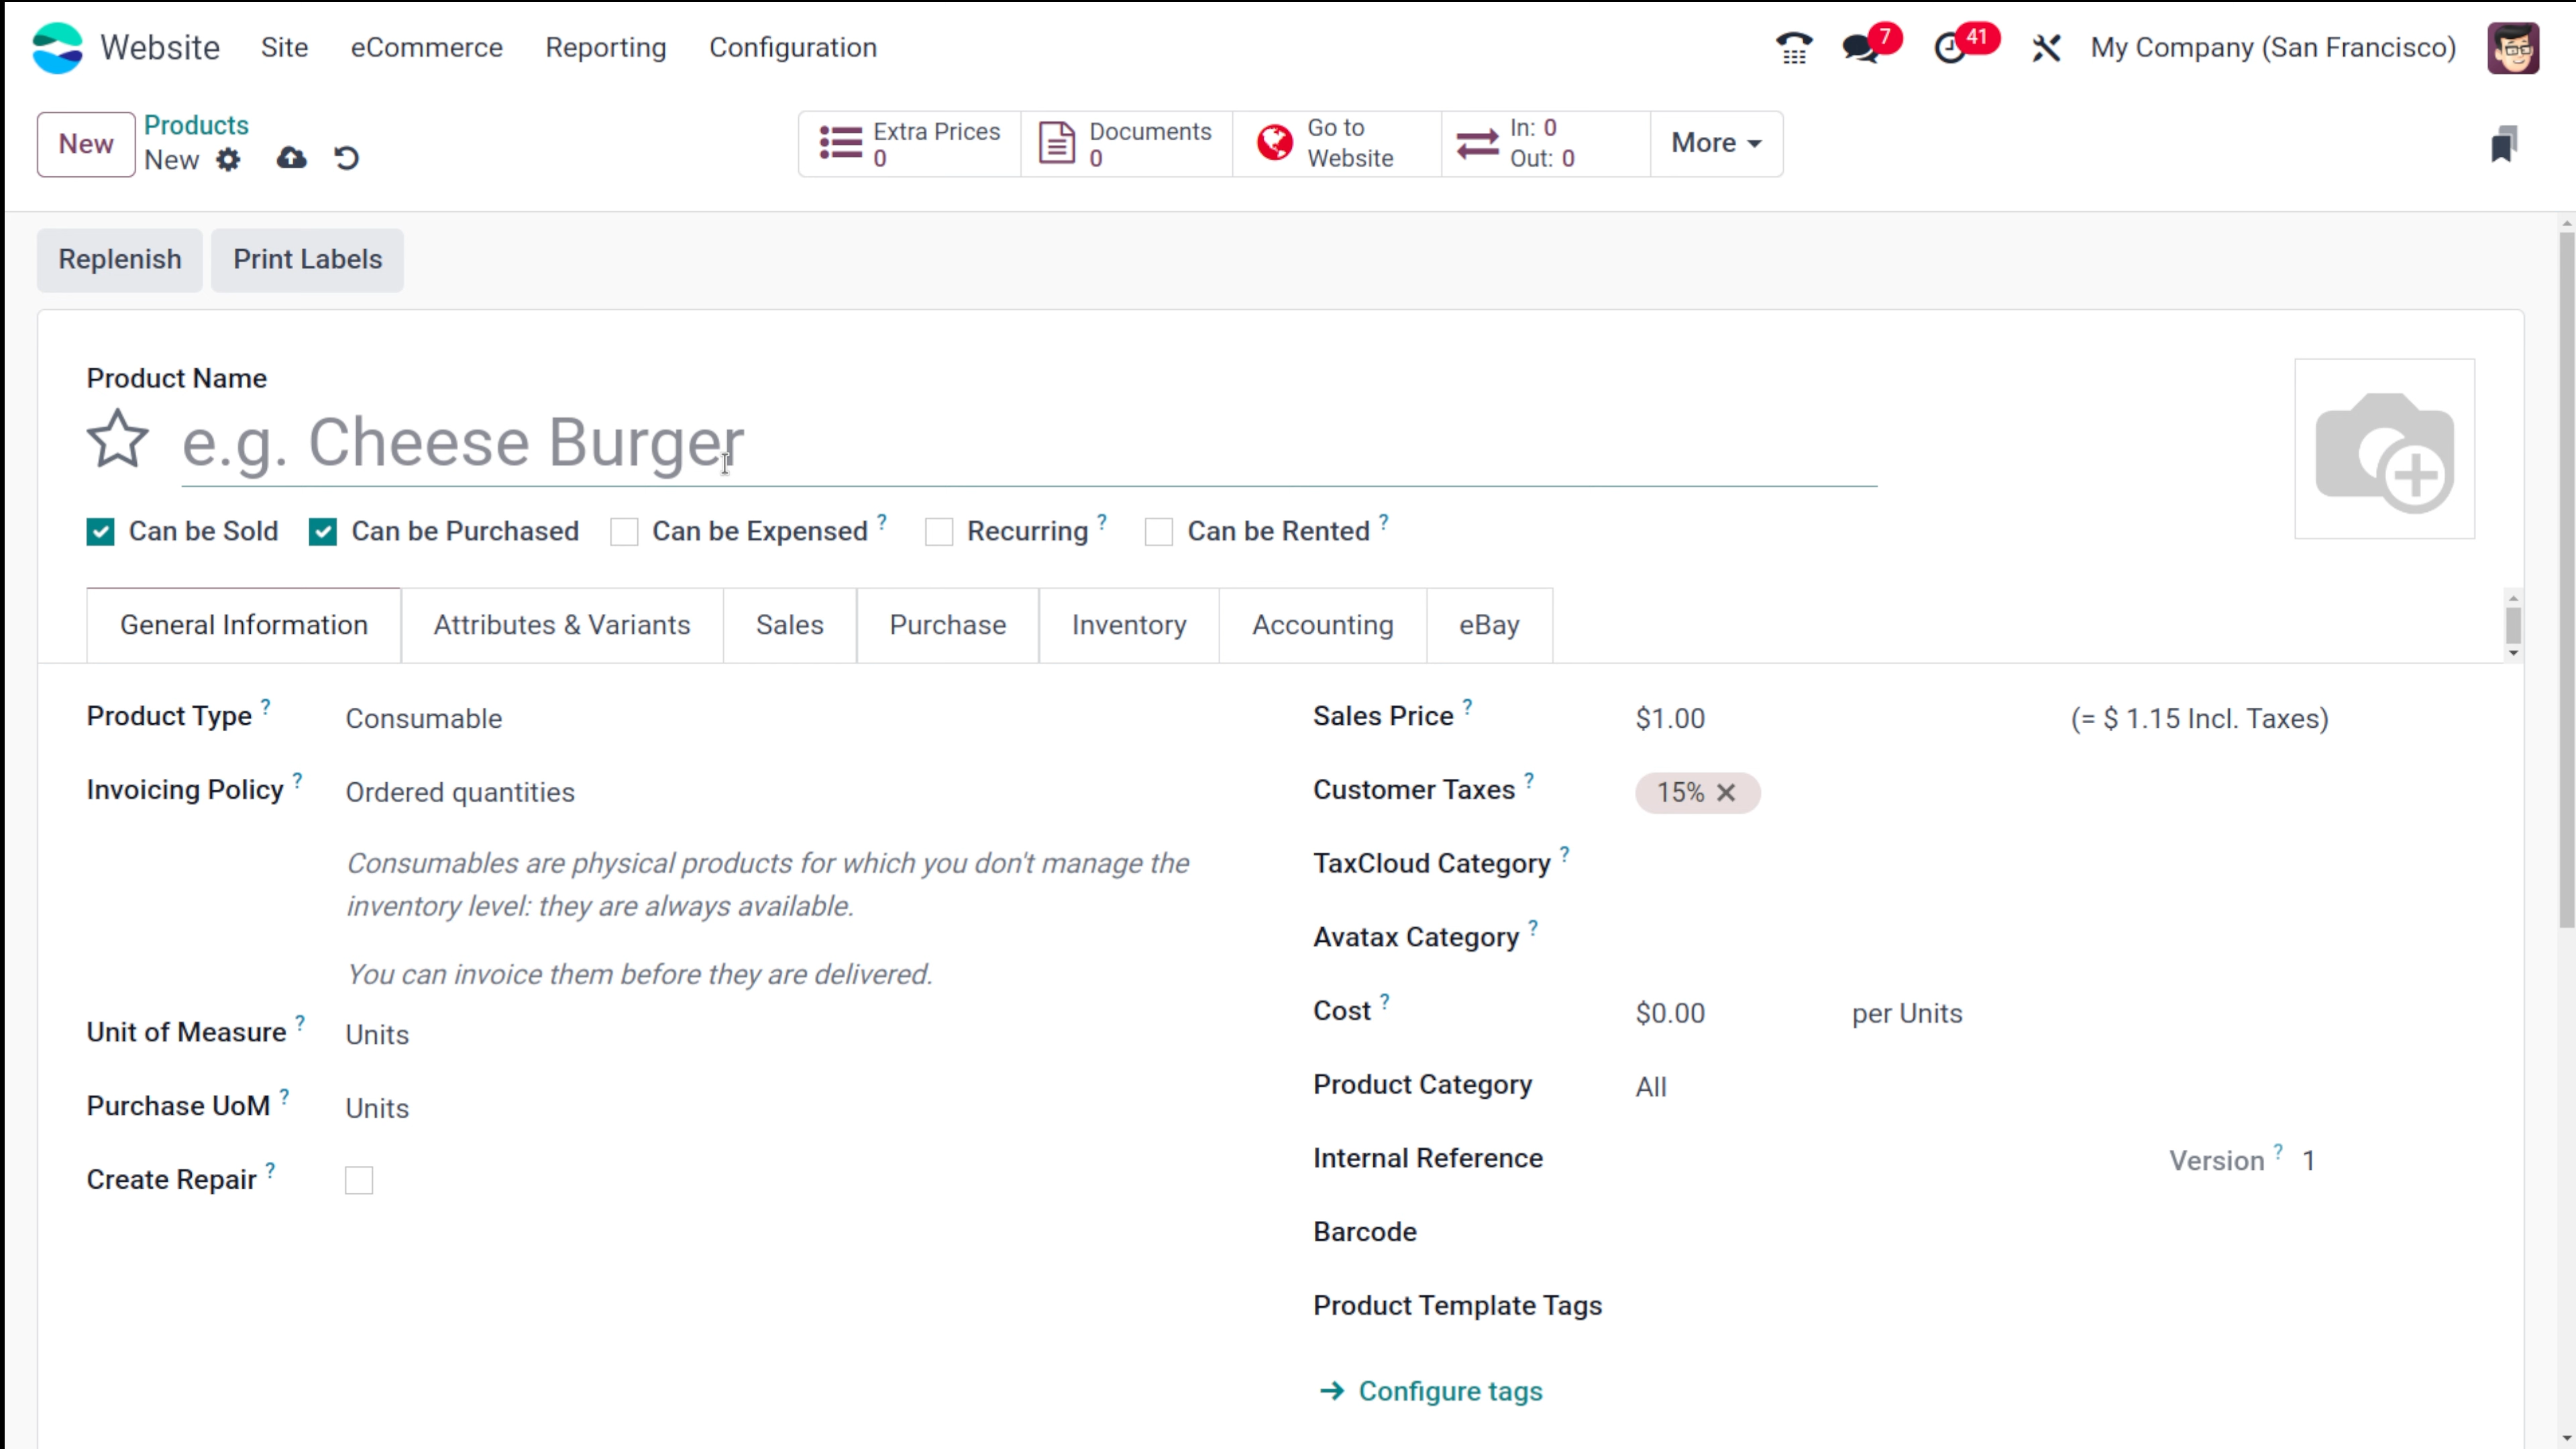 Website Site eCommerce Reporting Configuration 7 41 My Company (San Francisco)
New Products
New
Extra Prices
0
Documents
0
Go to
Website
In: 0
Out: 0
More
Replenish Print Labels
Product Name
e.g. Cheese Burger
Can be Sold Can be Purchased Can be Expensed ? Recurring ? Can be Rented ?
General Information Attributes & Variants Sales Purchase Inventory Accounting eBay
Product Type ? Consumable
Invoicing Policy ? Ordered quantities
Consumables are physical products for which you don't manage the
inventory level: they are always available.
You can invoice them before they are delivered.
Unit of Measure ? Units
Purchase UoM ? Units
Create Repair ?
Sales Price ? $1.00 (= $ 1.15 Incl. Taxes)
Customer Taxes ? 15%
TaxCloud Category ?
Avatax Category ?
Cost ? $0.00 per Units
Product Category All
Internal Reference Version ? 1
Barcode
Product Template Tags
Configure tags